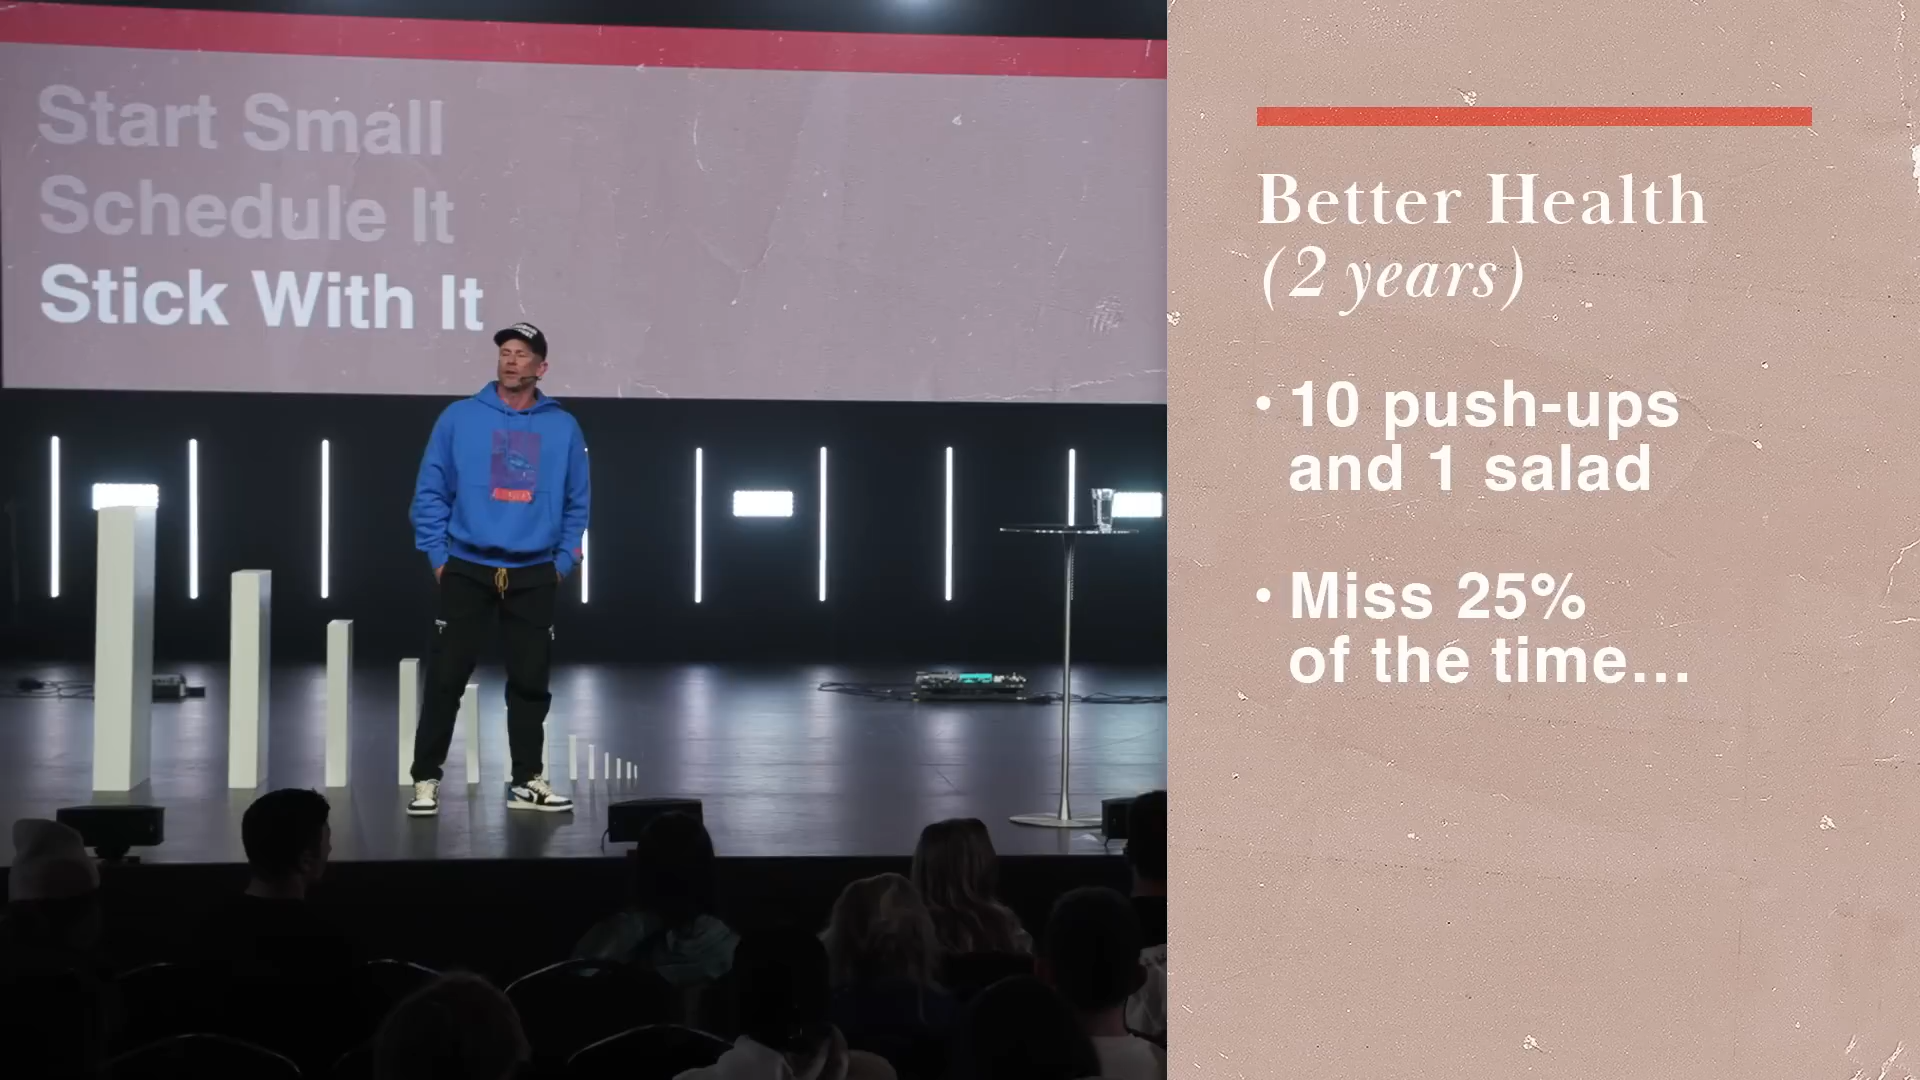 Start Small
Schedule It
Stick With It
Better Health
(2 years)
• 10 push-ups
and 1 salad
• Miss 25%
of the time...